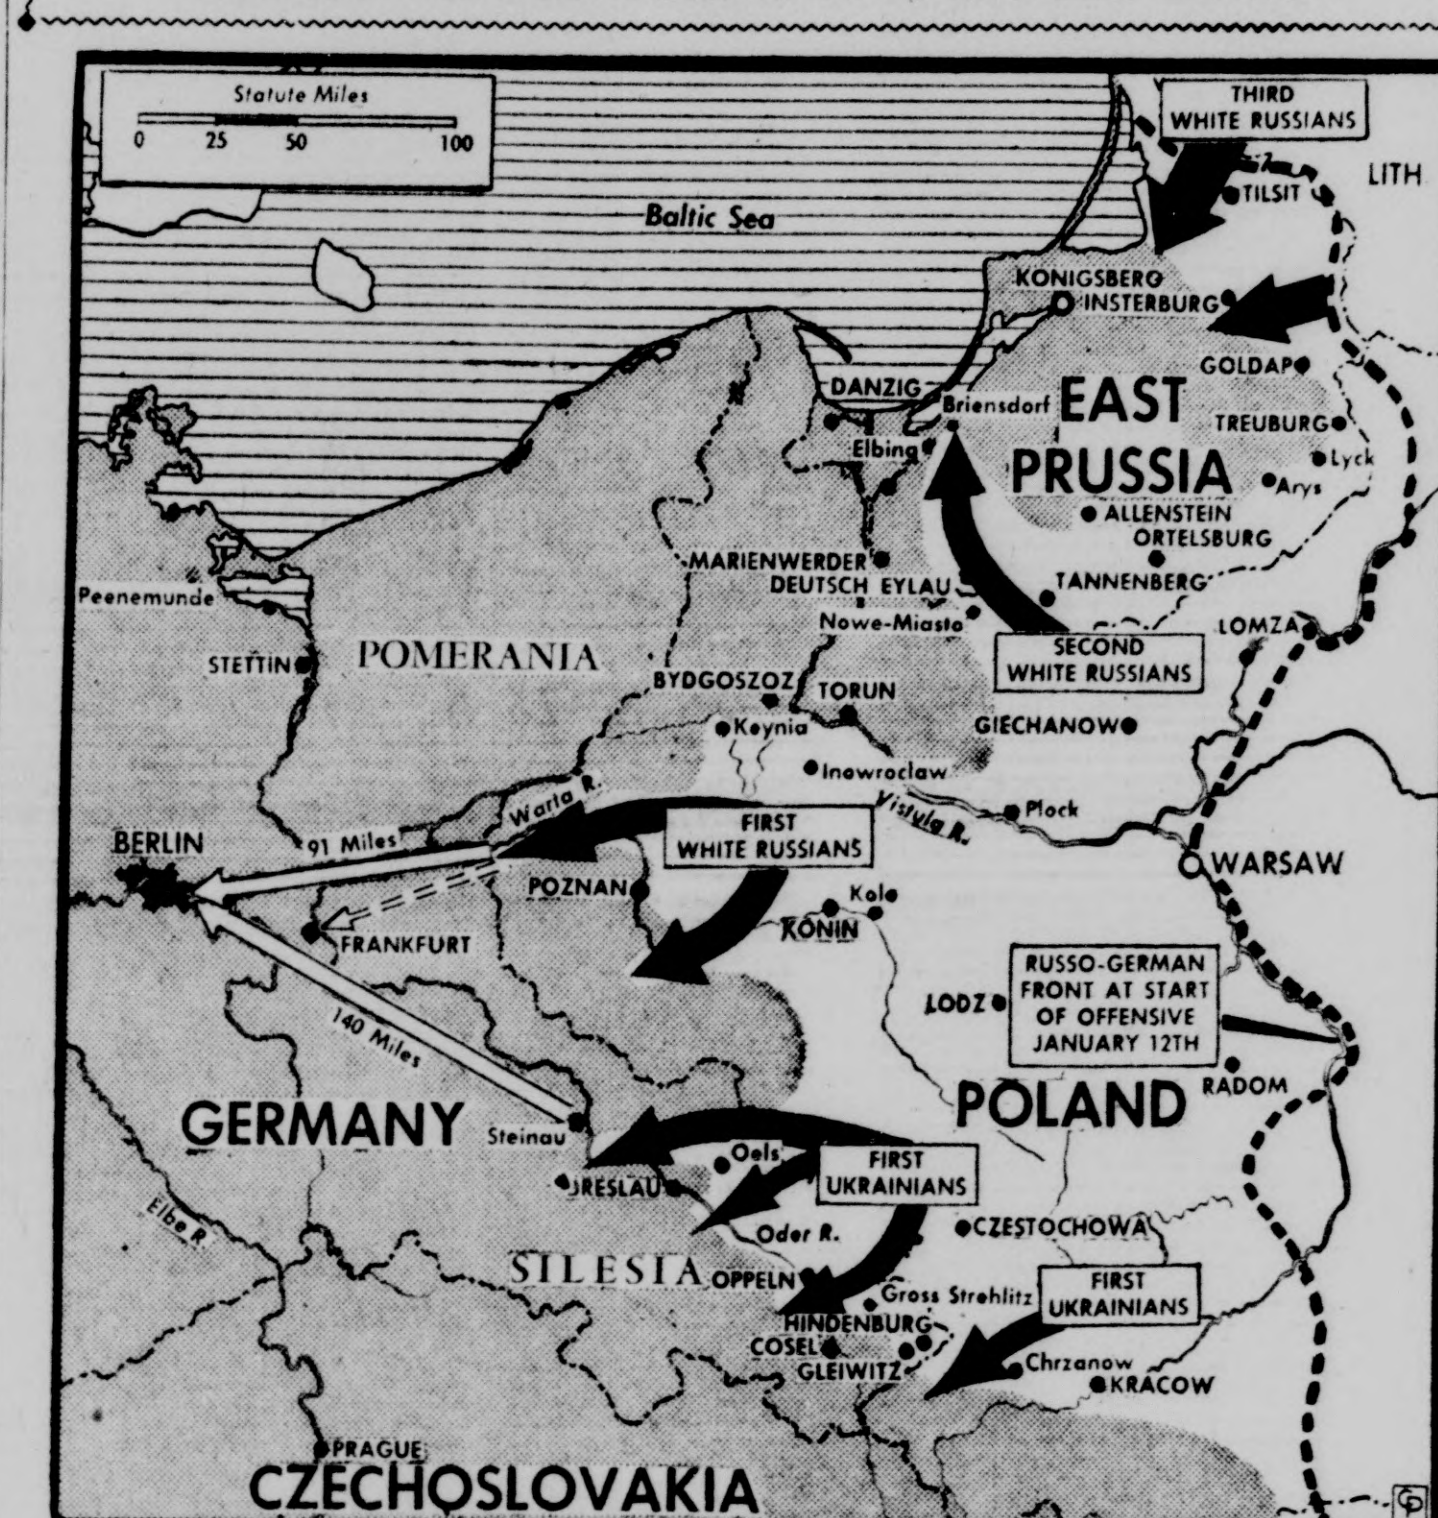 Statute Miles
0 25 50 100
THIRD
WHITE RUSSIANS
LITH
TILSIT
Baltic Sea
KONIGSBERG
INSTERBURG
GOLDAP
DANZIG
Briensdorf
EAST
PRUSSIA
TREUBURG
Elbing
Lyck
Arys
ALLENSTEIN
ORTELSBURG
MARIENWERDER
DEUTSCH EYLAU
TANNENBERG
Peenemunde
Nowe-Miasto
LOMZA
SECOND
WHITE RUSSIANS
STETTIN
POMERANIA
BYDGOSZOZ
TORUN
Keynia
GIECHANOW
Inowroclaw
Warta R.
Vistula R.
Plock
BERLIN
91 Miles
FIRST
WHITE RUSSIANS
WARSAW
POZNAN
Kolo
KONIN
FRANKFURT
RUSSO-GERMAN
FRONT AT START
OF OFFENSIVE
JANUARY 12TH
LODZ
140 Miles
RADOM
GERMANY
POLAND
Steinau
Oels
FIRST
UKRAINIANS
BRESLAU
Elbe R.
Oder R.
CZESTOCHOWA
SILESIA
OPPELN
Gross Strehlitz
FIRST
UKRAINIANS
HINDENBURG
COSEL
GLEIWITZ
Chrzanow
KRACOW
PRAGUE
CZECHOSLOVAKIA
CP